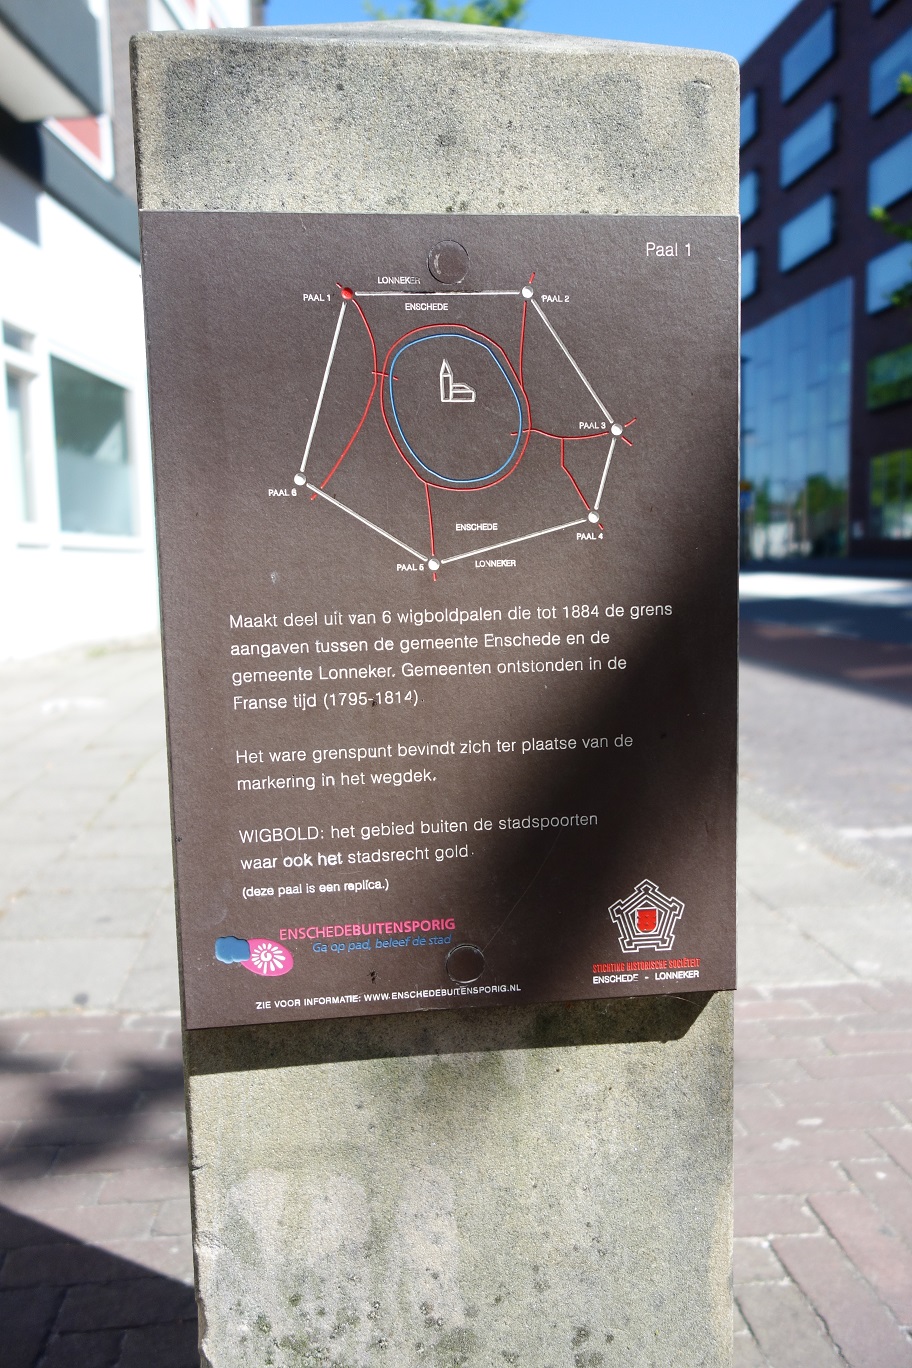 Paal 1
LONNEKER
PAAL 1
PAAL 2
ENSCHEDE
PAAL 3
PAAL 6
ENSCHEDE
PAAL 4
PAAL 5
LONNEKER
Maakt deel uit van 6 wigboldpalen die tot 1884 de grens
aangaven tussen de gemeente Enschede en de
gemeente Lonneker. Gemeenten ontstonden in de
Franse tijd (1795-1814)
Het ware grenspunt bevindt zich ter plaatse van de
markering in het wegdek.
WIGBOLD: het gebied buiten de stadspoorten
waar ook het stadsrecht gold.
(deze paal is een replica.)
ENSCHEDEBUITENSPORIG
Ga op pad, beleef de stad
STICHTING HISTORISCHE SOCIËTEIT
ENSCHEDE - LONNEKER
ZIE VOOR INFORMATIE: WWW.ENSCHEDEBUITENSPORIG.NL